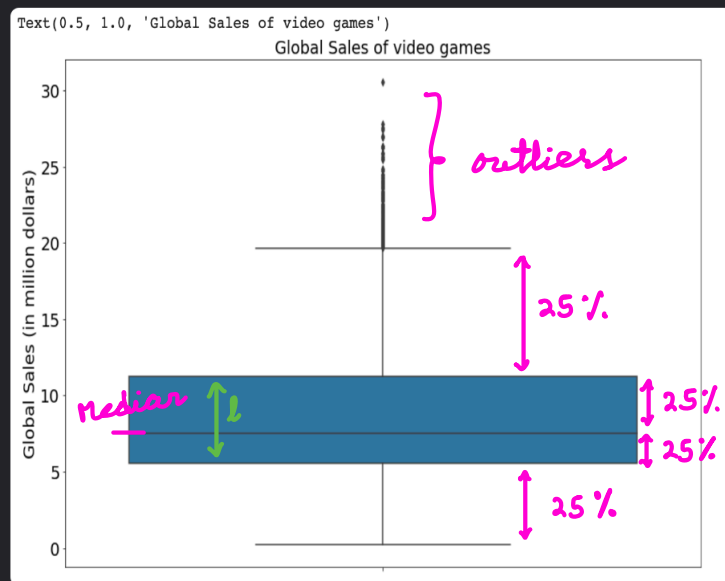 Text(0.5, 1.0, 'Global Sales of video games')
Global Sales of video games
Global Sales (in million dollars)
30
25
20
15
10
5
0
outliers
25%
Median
l
25%
25%
25%